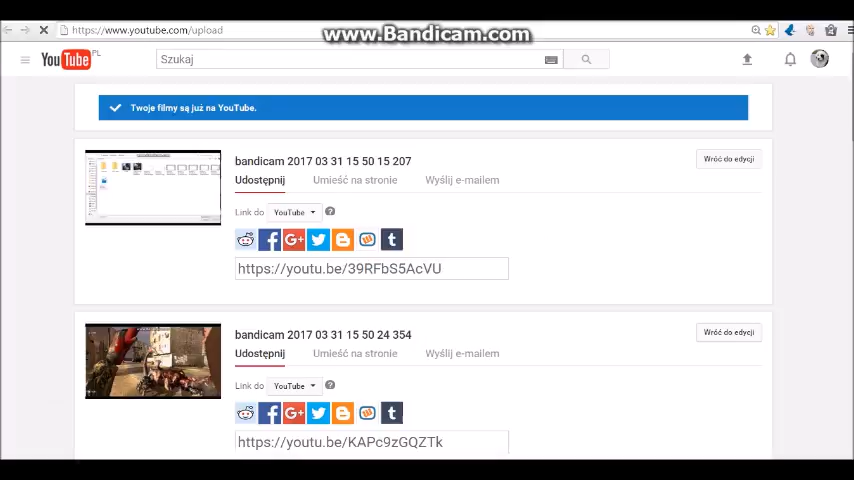 https://www.youtube.com/upload
www.Bandicam.com
YouTube PL
Szukaj
Twoje filmy są już na YouTube.
bandicam 2017 03 31 15 50 15 207
Wróć do edycji
Udostępnij Umieść na stronie Wyślij e-mailem
Link do YouTube ?
https://youtu.be/39RFbS5AcVU
bandicam 2017 03 31 15 50 24 354
Wróć do edycji
Udostępnij Umieść na stronie Wyślij e-mailem
Link do YouTube ?
https://youtu.be/KAPc9zGQZTk